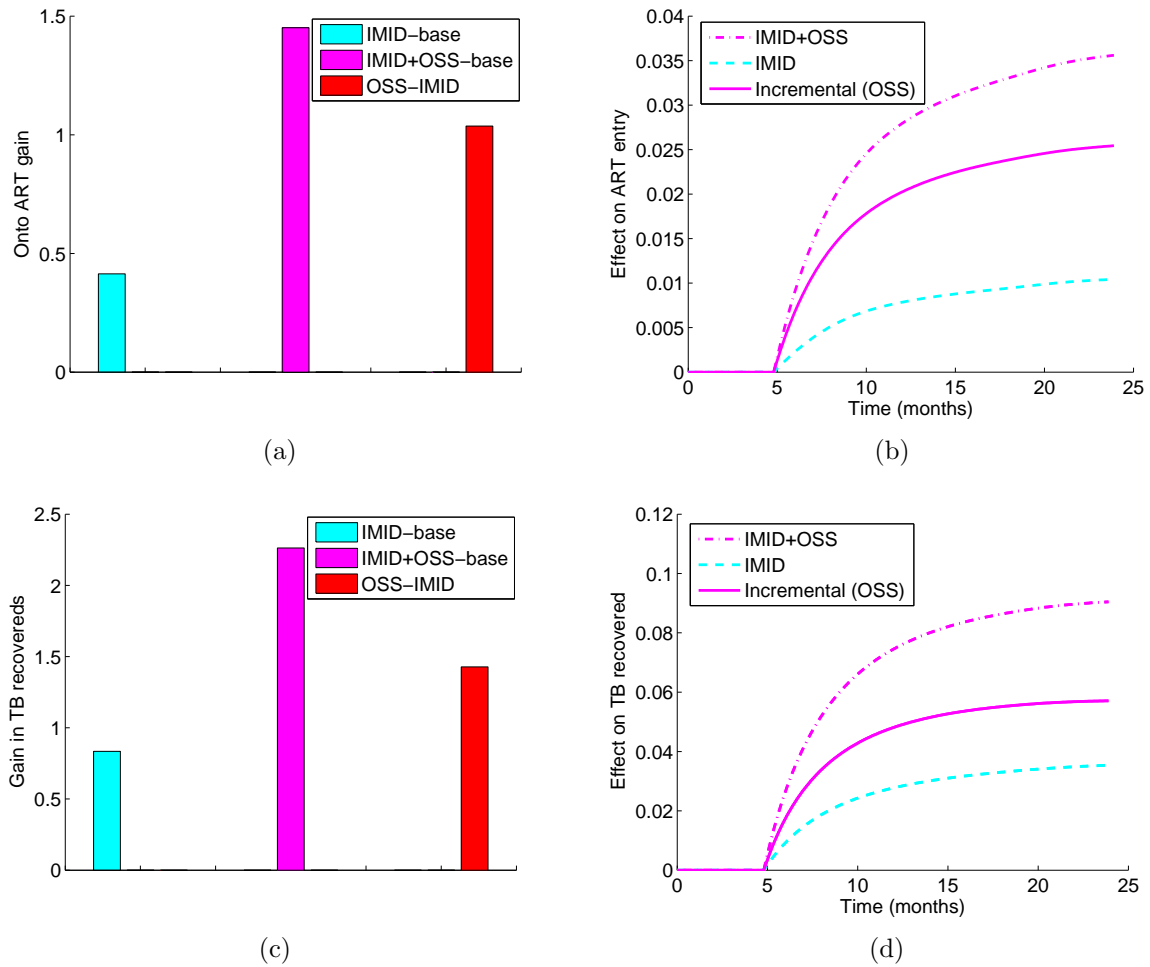 1.5
1
0.5
0
Onto ART gain
IMID−base
IMID+OSS−base
OSS−IMID
(a)
0.04
0.035
0.03
0.025
0.02
0.015
0.01
0.005
0
Effect on ART entry
IMID+OSS
IMID
Incremental (OSS)
0 5 10 15 20 25
Time (months)
(b)
2.5
2
1.5
1
0.5
0
Gain in TB recovereds
IMID−base
IMID+OSS−base
OSS−IMID
(c)
0.12
0.1
0.08
0.06
0.04
0.02
0
Effect on TB recovered
IMID+OSS
IMID
Incremental (OSS)
0 5 10 15 20 25
Time (months)
(d)